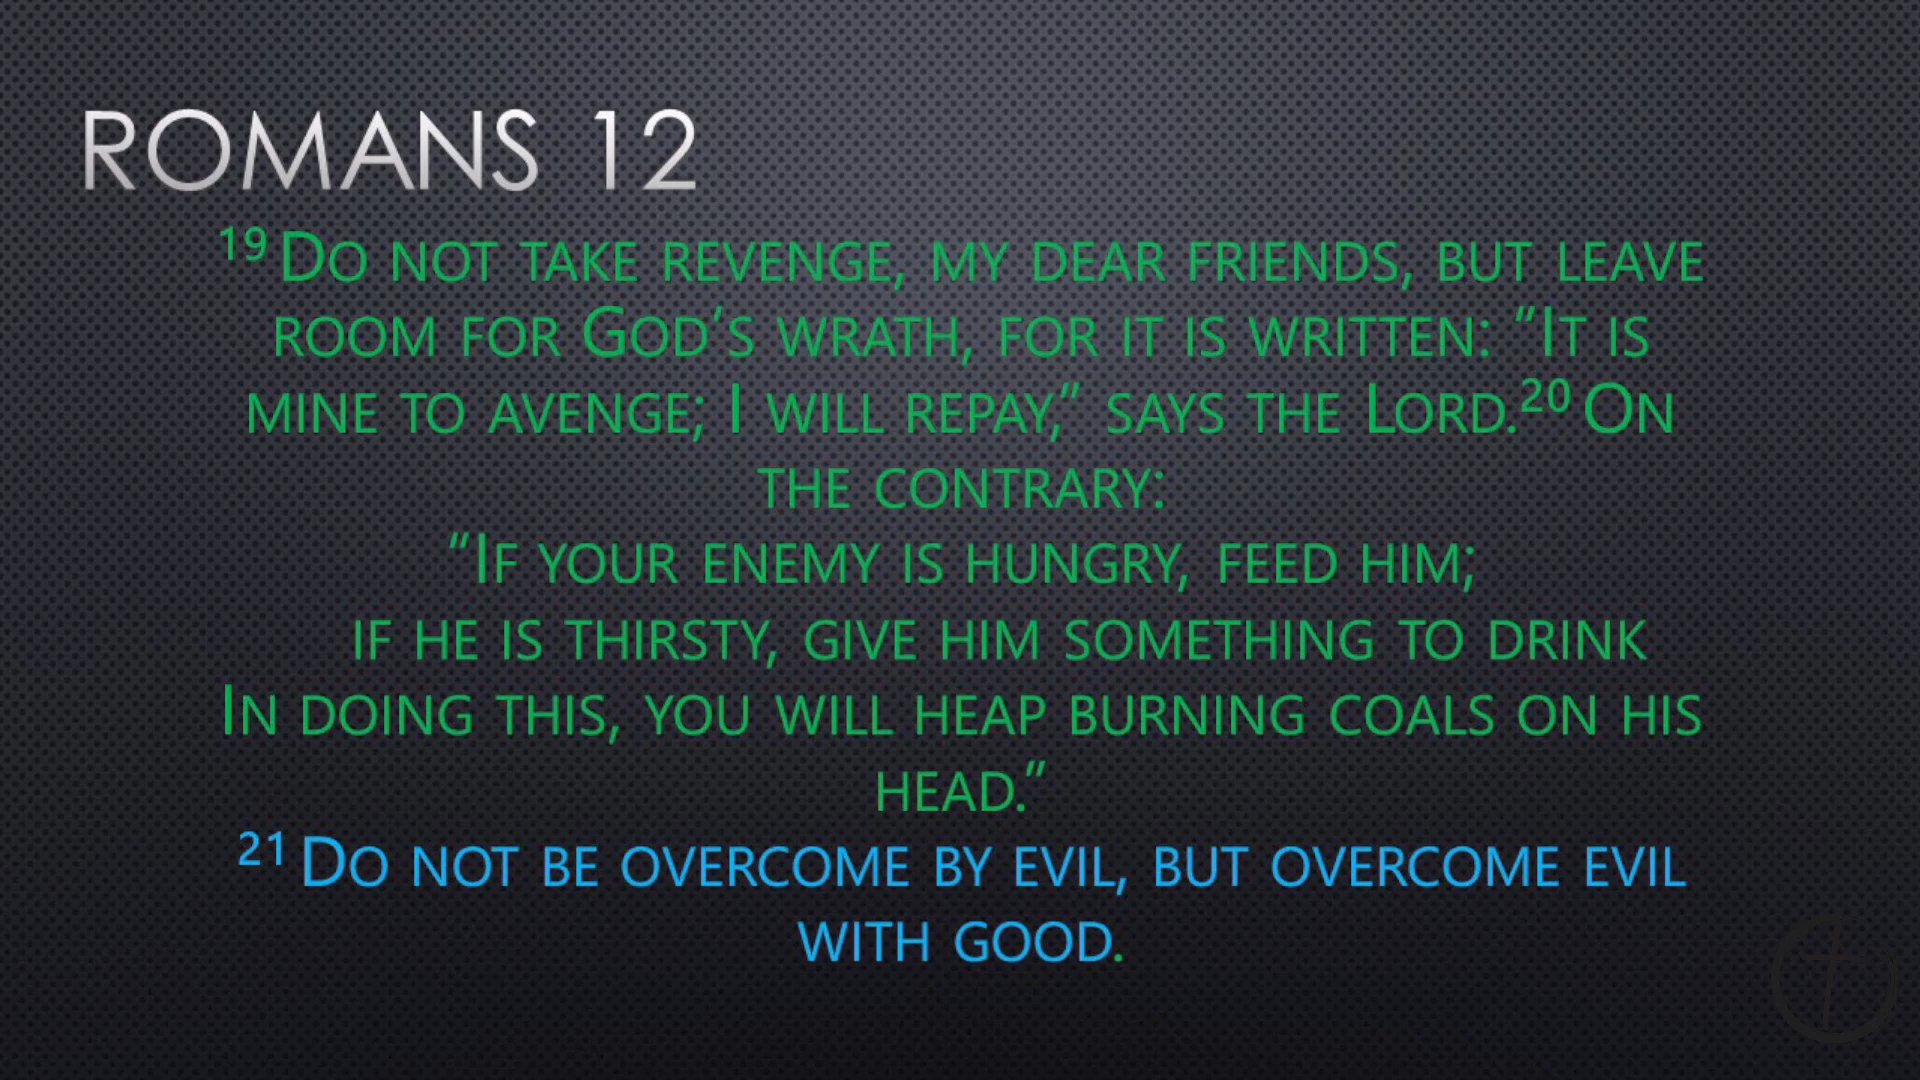 ROMANS 12
19 Do not take revenge, my dear friends, but leave
room for God’s wrath, for it is written: “It is
mine to avenge; I will repay,” says the Lord.20 On
the contrary:
“If your enemy is hungry, feed him;
if he is thirsty, give him something to drink
In doing this, you will heap burning coals on his
head.”
21 Do not be overcome by evil, but overcome evil
with good.